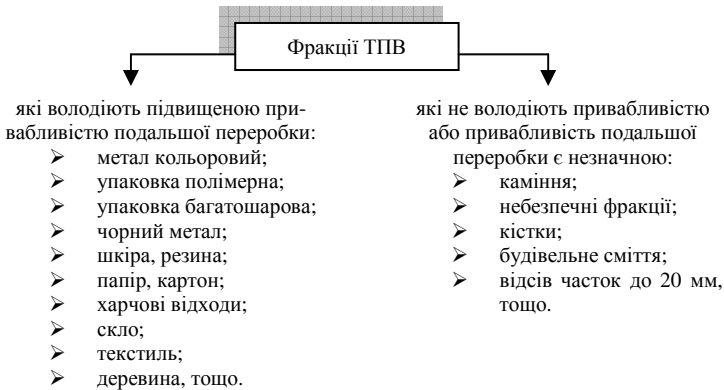 Фракції ТПВ
які володіють підвищеною при-
вабливістю подальшої переробки:
➢ метал кольоровий;
➢ упаковка полімерна;
➢ упаковка багатошарова;
➢ чорний метал;
➢ шкіра, резина;
➢ папір, картон;
➢ харчові відходи;
➢ скло;
➢ текстиль;
➢ деревина, тощо.
які не володіють привабливістю
або привабливість подальшої
переробки є незначною:
➢ каміння;
➢ небезпечні фракції;
➢ кістки;
➢ будівельне сміття;
➢ відсів часток до 20 мм,
тощо.